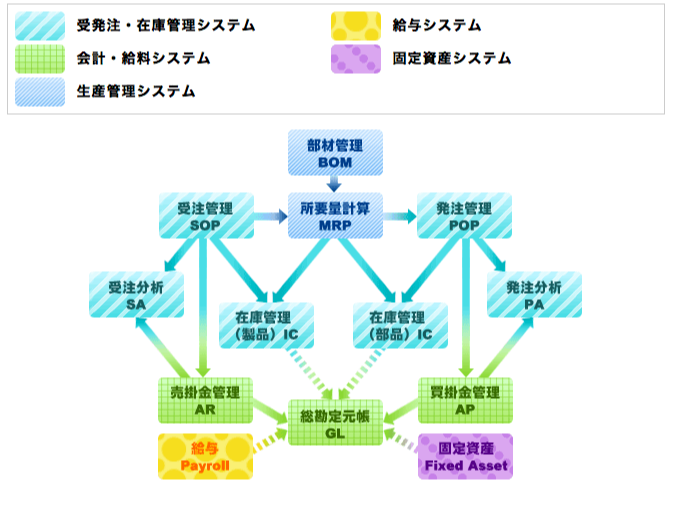 受発注・在庫管理システム
給与システム
会計・給料システム
固定資産システム
生産管理システム
部材管理
BOM
受注管理
SOP
所要量計算
MRP
発注管理
POP
受注分析
SA
発注分析
PA
在庫管理
（製品）IC
在庫管理
（部品）IC
売掛金管理
AR
買掛金管理
AP
総勘定元帳
GL
給与
Payroll
固定資産
Fixed Asset